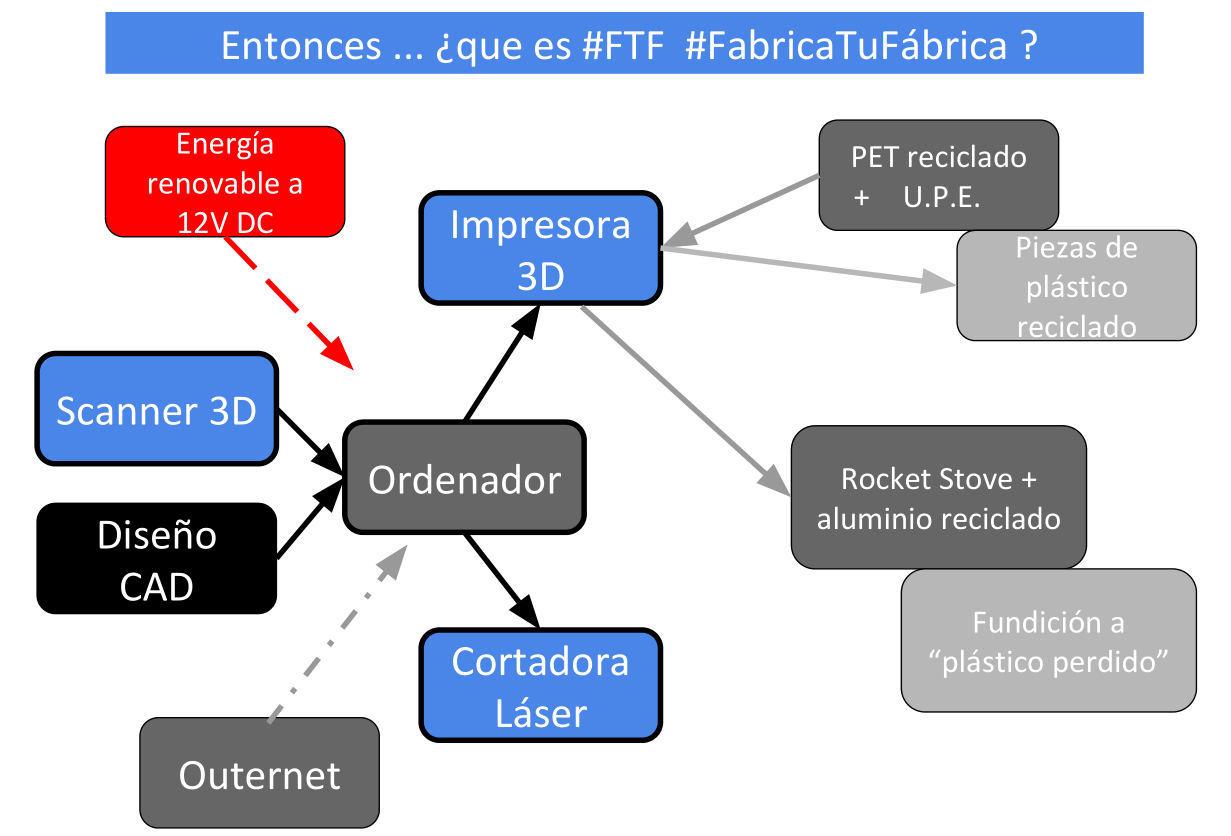 Entonces ... ¿que es #FTF #FabricaTuFábrica ?
Energía
renovable a
12V DC
PET reciclado
+ U.P.E.
Impresora
3D
Piezas de
plástico
reciclado
Scanner 3D
Ordenador
Rocket Stove +
aluminio reciclado
Diseño
CAD
Fundición a
“plástico perdido”
Cortadora
Láser
Outernet